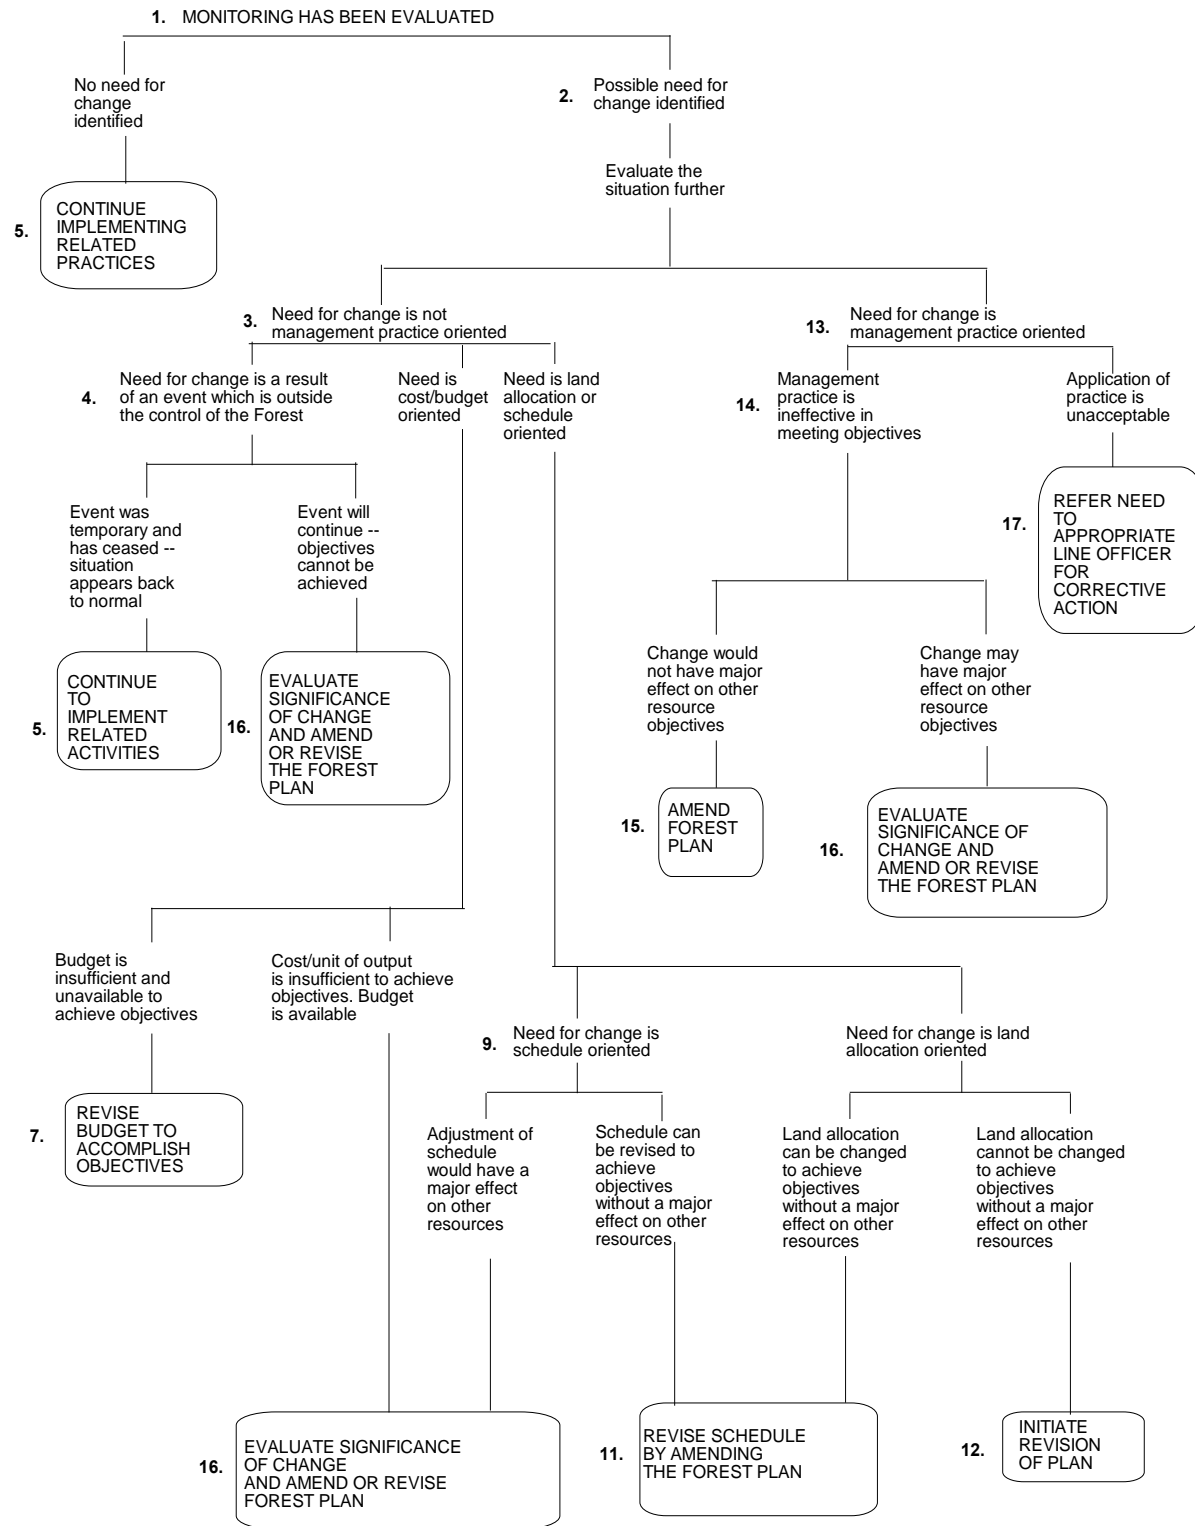 1. MONITORING HAS BEEN EVALUATED
No need for
change
identified
2.
Possible need for
change identified
Evaluate the
situation further
5.
CONTINUE
IMPLEMENTING
RELATED
PRACTICES
3.
Need for change is not
management practice oriented
13.
Need for change is
management practice oriented
4.
Need for change is a result
of an event which is outside
the control of the Forest
Need is
cost/budget
oriented
Need is land
allocation or
schedule
oriented
14.
Management
practice is
ineffective in
meeting objectives
Application of
practice is
unacceptable
Event was
temporary and
has ceased --
situation
appears back
to normal
Event will
continue --
objectives
cannot be
achieved
17.
REFER NEED
TO
APPROPRIATE
LINE OFFICER
FOR
CORRECTIVE
ACTION
5.
CONTINUE
TO
IMPLEMENT
RELATED
ACTIVITIES
16.
EVALUATE
SIGNIFICANCE
OF CHANGE
AND AMEND
OR REVISE
THE FOREST
PLAN
Change would
not have major
effect on other
resource
objectives
Change may
have major
effect on other
resource
objectives
15.
AMEND
FOREST
PLAN
16.
EVALUATE
SIGNIFICANCE OF
CHANGE AND
AMEND OR REVISE
THE FOREST PLAN
Budget is
insufficient and
unavailable to
achieve objectives
Cost/unit of output
is insufficient to achieve
objectives. Budget
is available
9.
Need for change is
schedule oriented
Need for change is land
allocation oriented
7.
REVISE
BUDGET TO
ACCOMPLISH
OBJECTIVES
Adjustment of
schedule
would have a
major effect
on other
resources
Schedule can
be revised to
achieve
objectives
without a major
effect on other
resources
Land allocation
can be changed
to achieve
objectives
without a major
effect on other
resources
Land allocation
cannot be changed
to achieve
objectives
without a major
effect on other
resources
16.
EVALUATE SIGNIFICANCE
OF CHANGE
AND AMEND OR REVISE
FOREST PLAN
11.
REVISE SCHEDULE
BY AMENDING
THE FOREST PLAN
12.
INITIATE
REVISION
OF PLAN